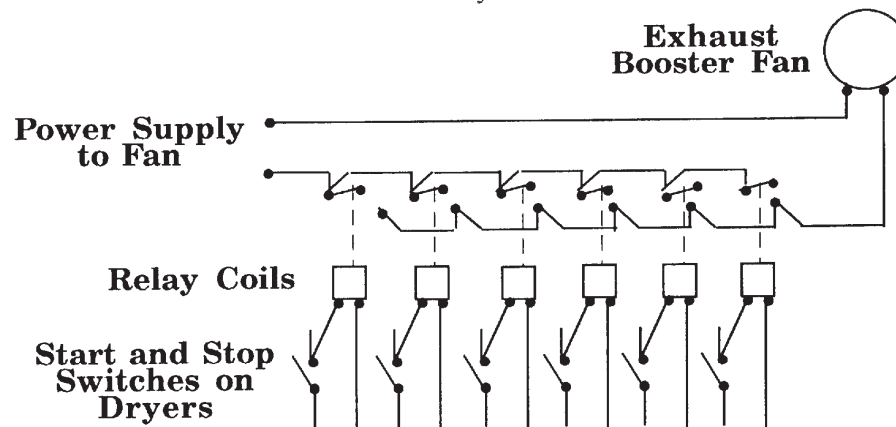 Exhaust
Booster Fan
Power Supply
to Fan
Relay Coils
Start and Stop
Switches on
Dryers